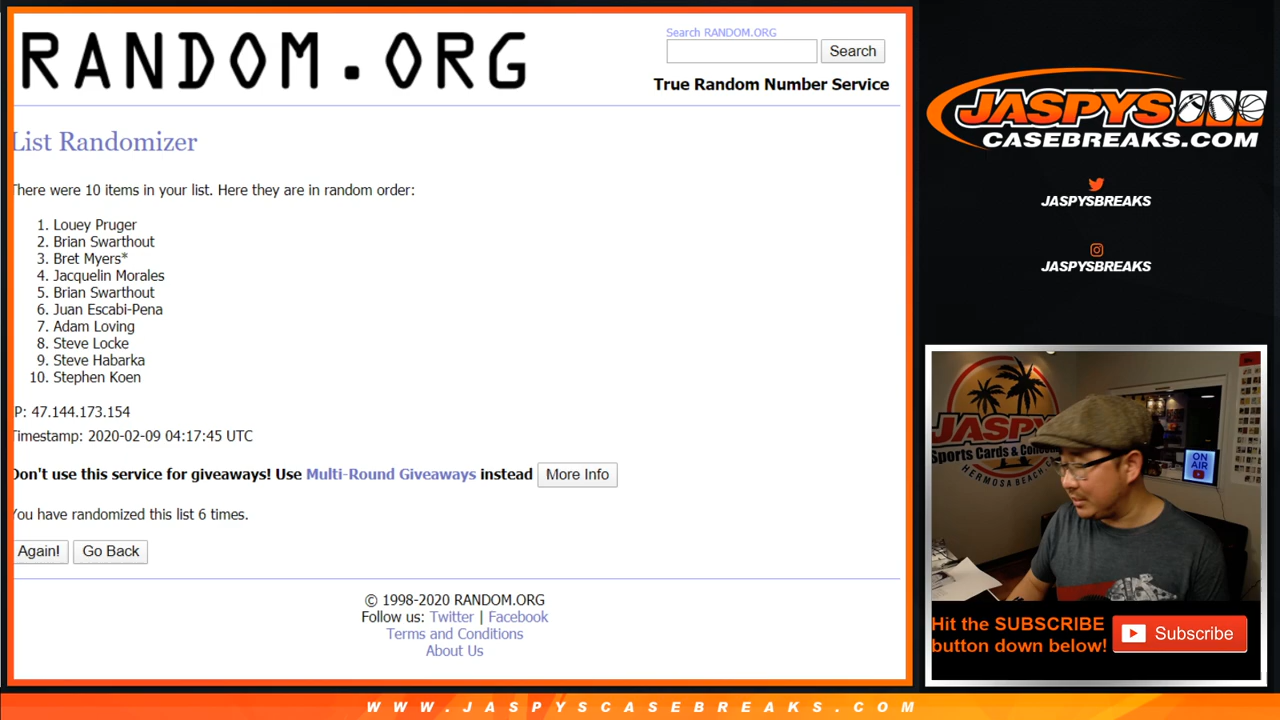 RANDOM.ORG
Search RANDOM.ORG
Search
True Random Number Service
List Randomizer
There were 10 items in your list. Here they are in random order:
1. Louey Pruger
2. Brian Swarthout
3. Bret Myers*
4. Jacquelin Morales
5. Brian Swarthout
6. Juan Escabi-Pena
7. Adam Loving
8. Steve Locke
9. Steve Habarka
10. Stephen Koen
IP: 47.144.173.154
Timestamp: 2020-02-09 04:17:45 UTC
Don't use this service for giveaways! Use Multi-Round Giveaways instead More Info
You have randomized this list 6 times.
Again! Go Back
© 1998-2020 RANDOM.ORG
Follow us: Twitter | Facebook
Terms and Conditions
About Us
JASPYS
CASEBREAKS.COM
JASPYSBREAKS
JASPYSBREAKS
JASPY
Sports Cards & Collec
HERMOSA BEACH
ON
AIR
Hit the SUBSCRIBE
button down below!
Subscribe
WWW.JASPYSCASEBREAKS.COM